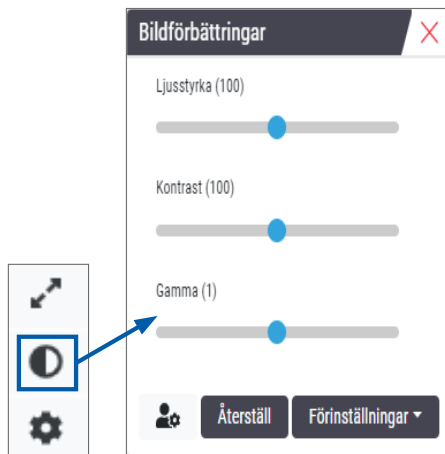 Bildförbättringar
Ljusstyrka (100)
Kontrast (100)
Gamma (1)
Återställ
Förinställningar